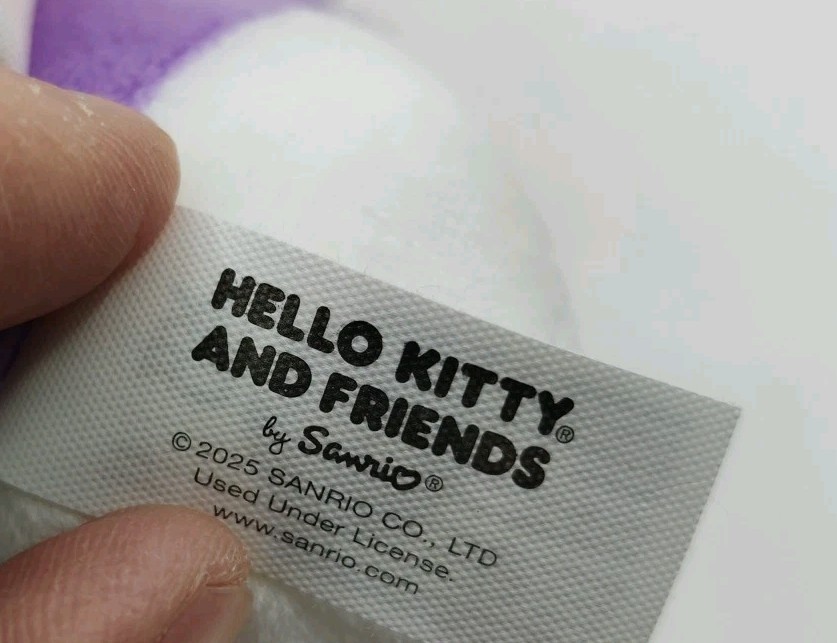 HELLO KITTY
AND FRIENDS®
by Sanrio®
© 2025 SANRIO CO., LTD
Used Under License.
www.sanrio.com